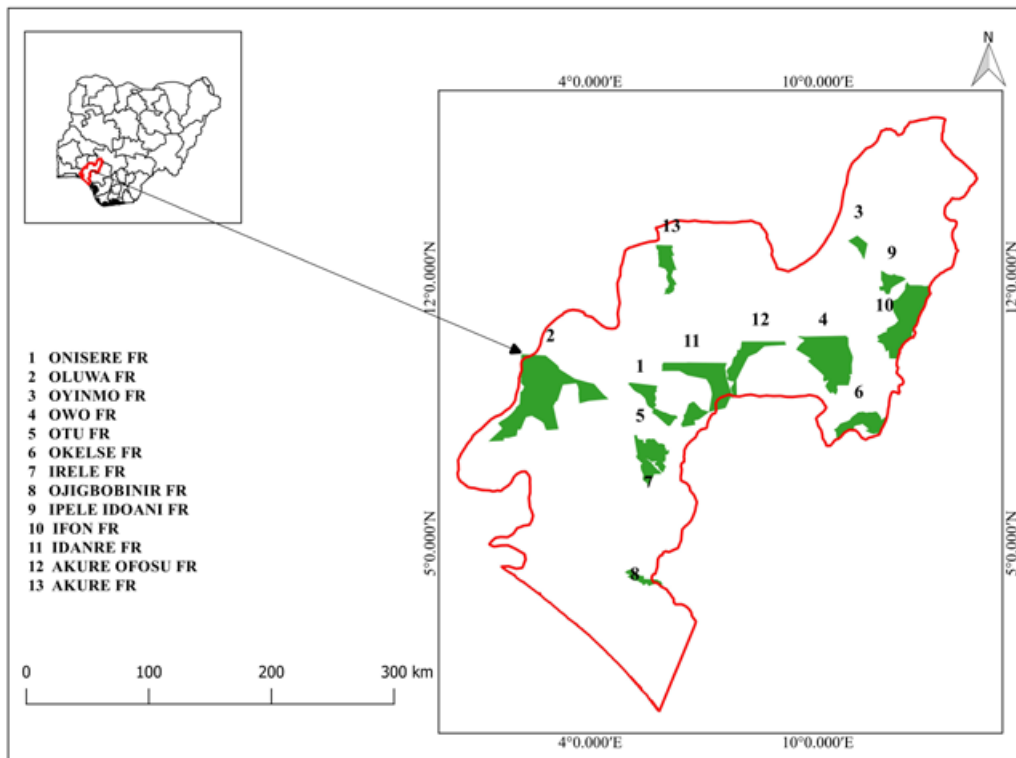 N
4°0.000′E 10°0.000′E
12°0.000′N 12°0.000′N
5°0.000′N 5°0.000′N
4°0.000′E 10°0.000′E
3
13
9
10
12
4
2
11
1
6
5
7
8
1 ONISERE FR
2 OLUWA FR
3 OYINMO FR
4 OWO FR
5 OTU FR
6 OKELSE FR
7 IRELE FR
8 OJIGBOBINIR FR
9 IPELE IDOANI FR
10 IFON FR
11 IDANRE FR
12 AKURE OFOSU FR
13 AKURE FR
0 100 200 300 km